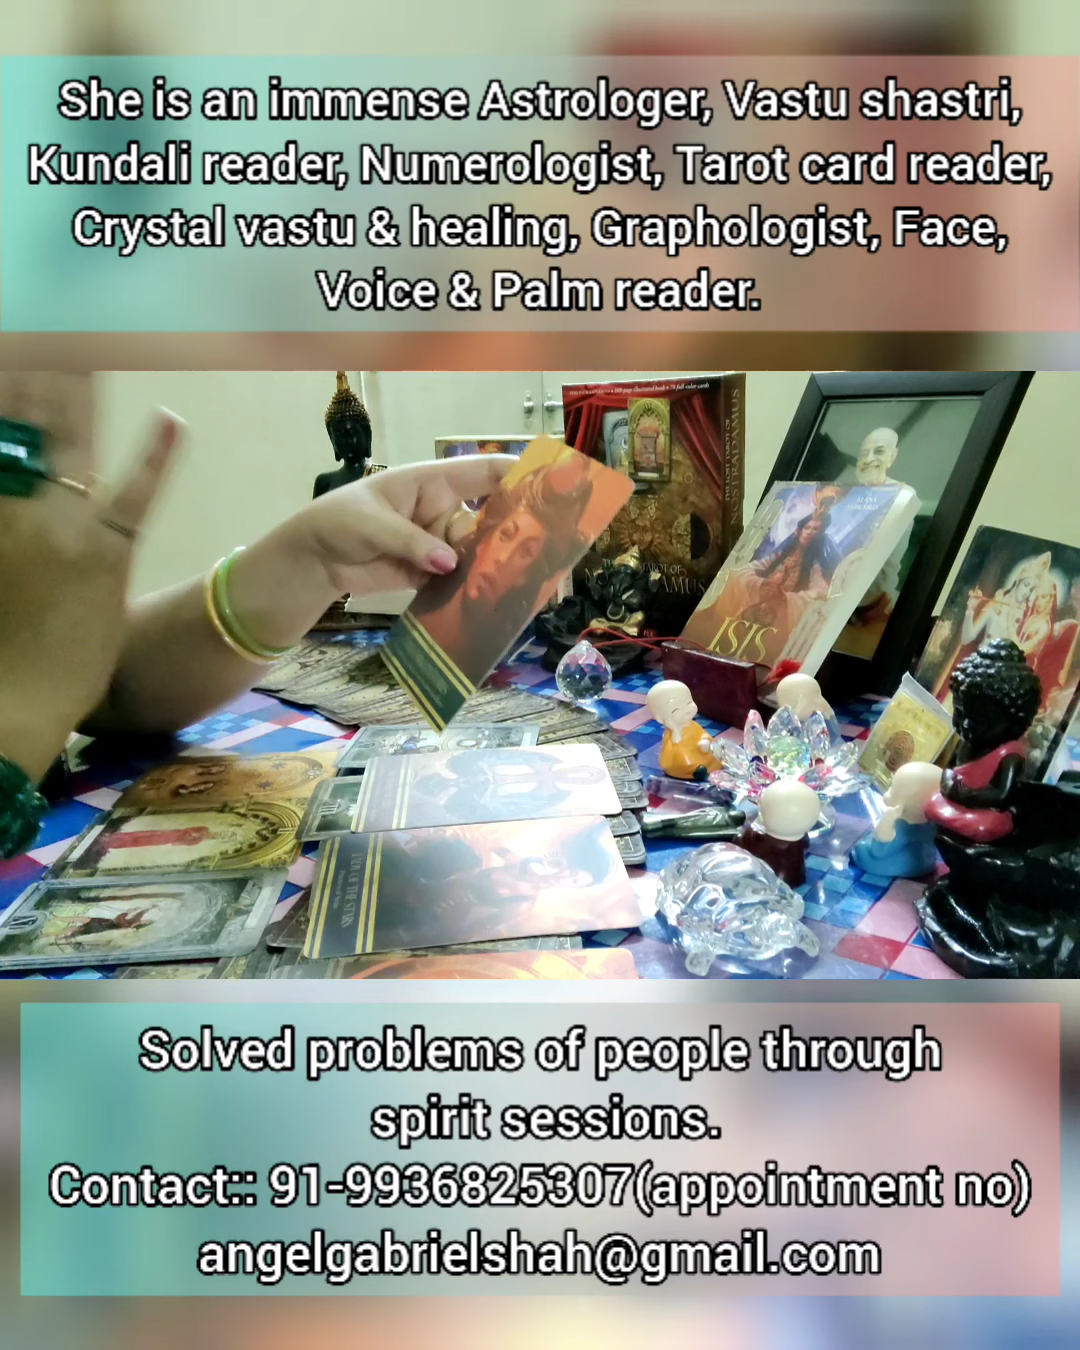 She is an immense Astrologer, Vastu shastri,
Kundali reader, Numerologist, Tarot card reader,
Crystal vastu & healing, Graphologist, Face,
Voice & Palm reader.
NOSTRADAMUS
ISIS
Solved problems of people through
spirit sessions.
Contact:: 91-9936825307(appointment no)
angelgabrielshah@gmail.com